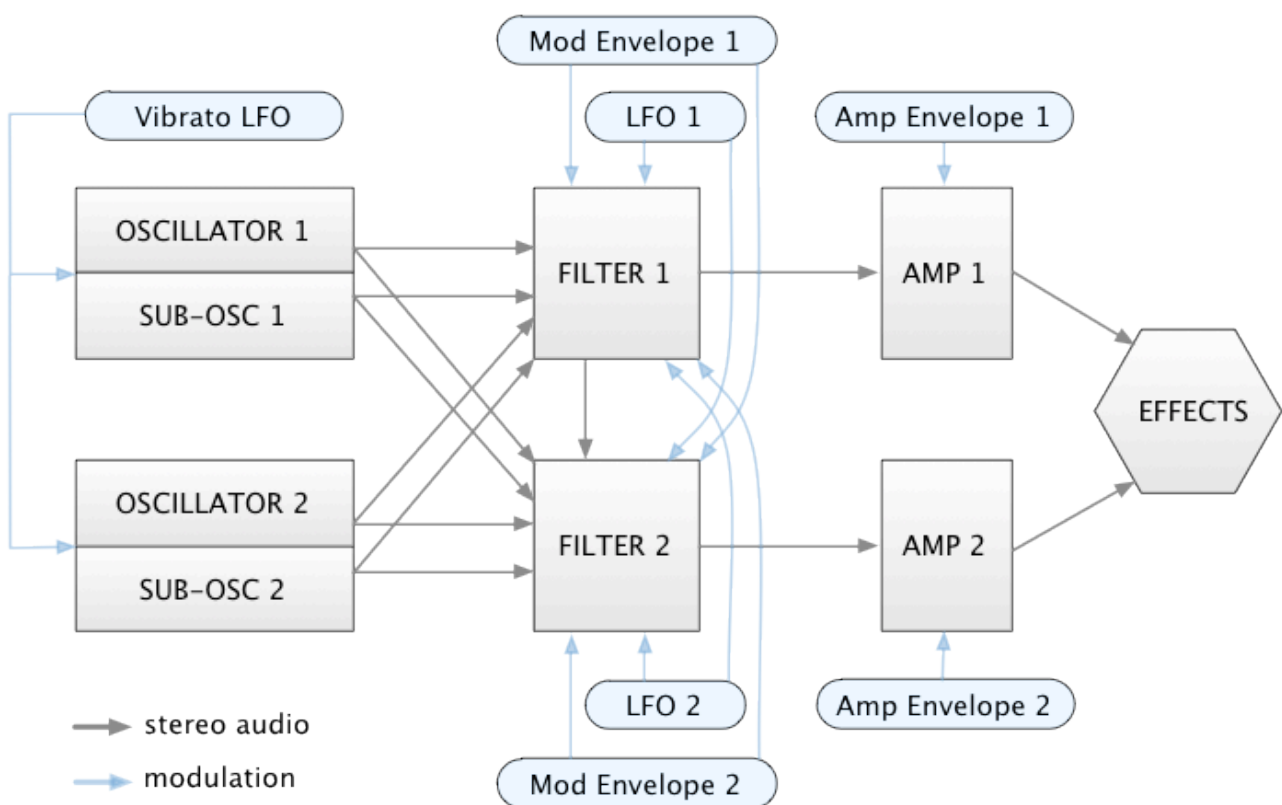 Mod Envelope 1
Vibrato LFO
LFO 1
Amp Envelope 1
OSCILLATOR 1
SUB-OSC 1
FILTER 1
AMP 1
EFFECTS
OSCILLATOR 2
SUB-OSC 2
FILTER 2
AMP 2
LFO 2
Amp Envelope 2
stereo audio
modulation
Mod Envelope 2